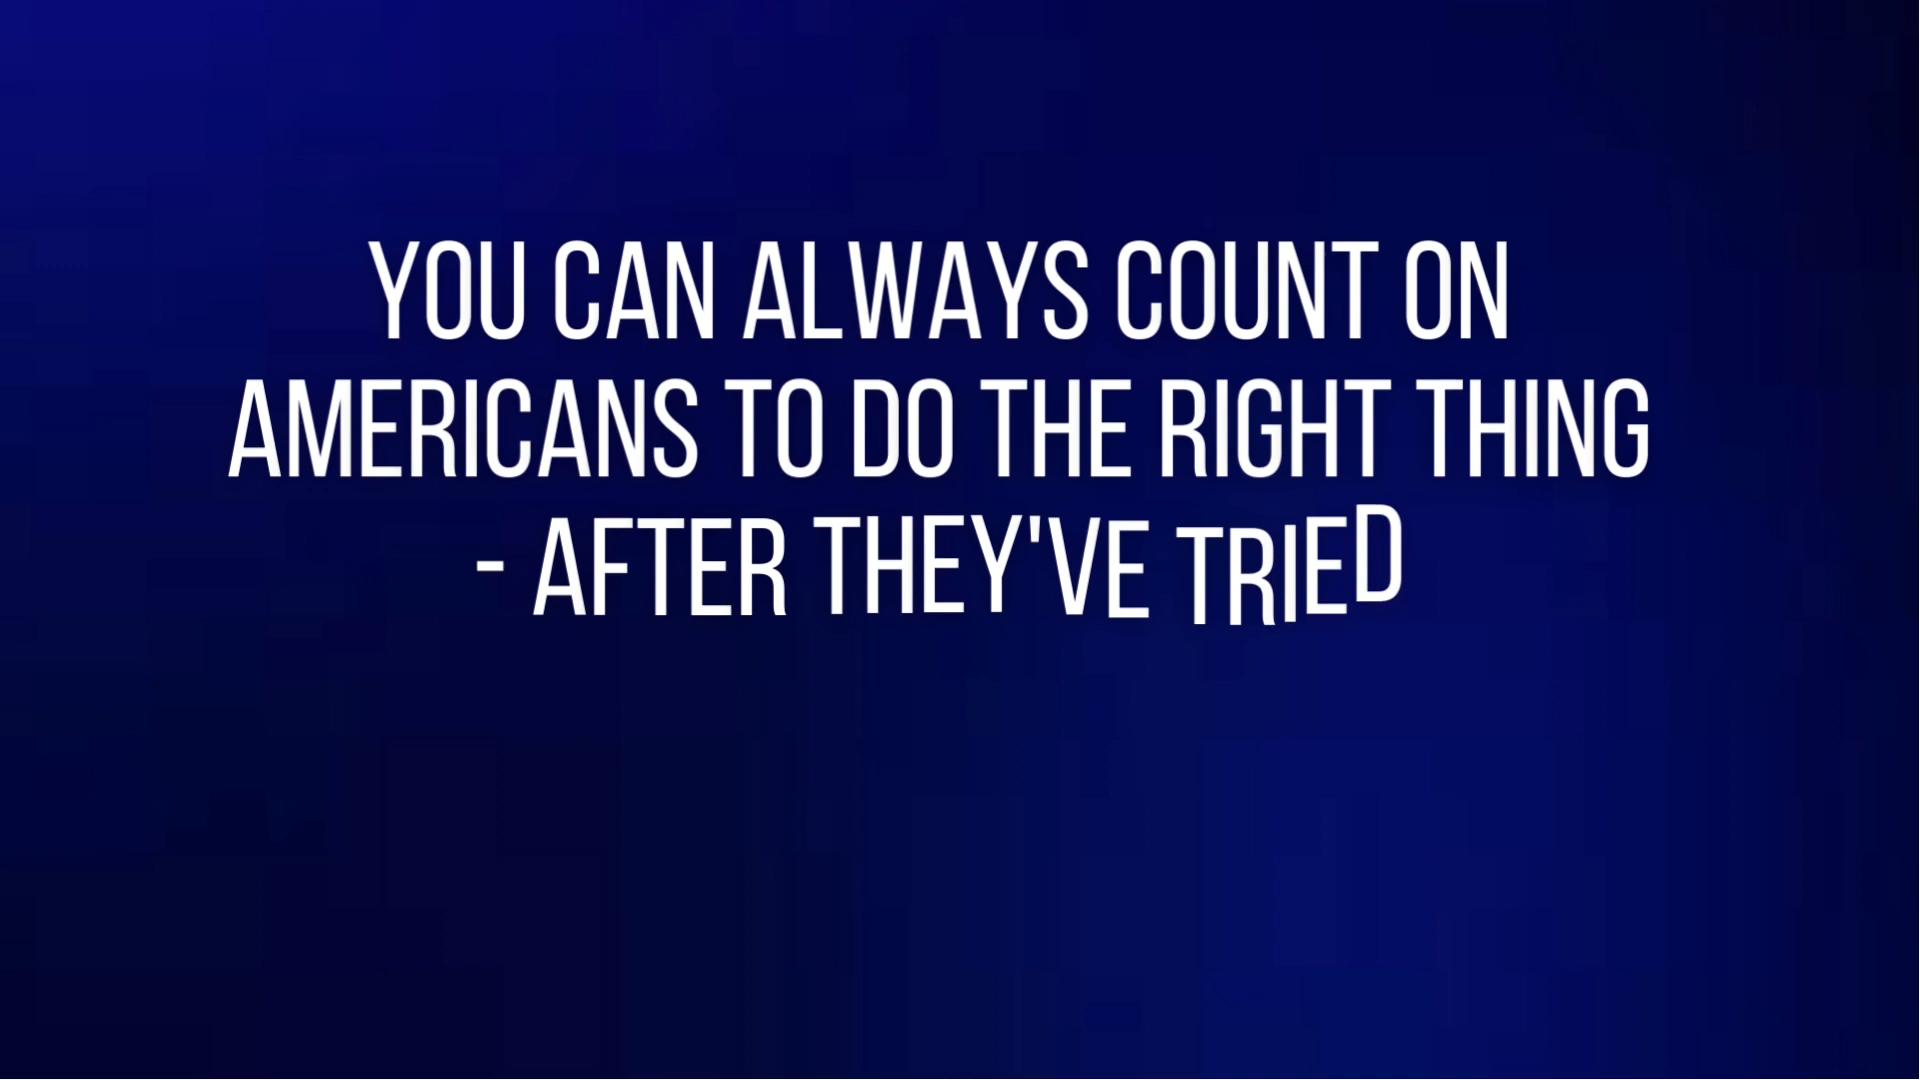 YOU CAN ALWAYS COUNT ON
AMERICANS TO DO THE RIGHT THING
- AFTER THEY'VE TRIED